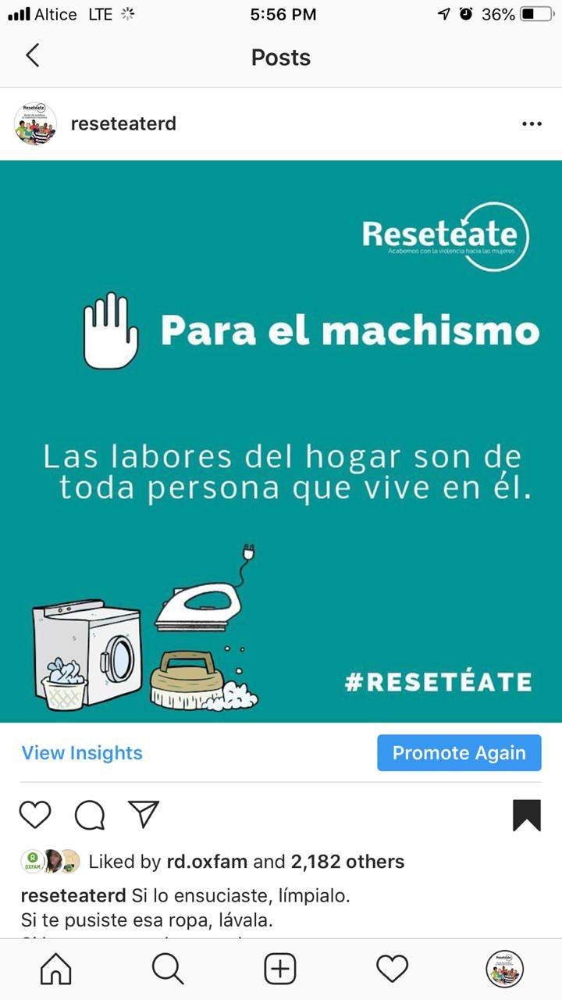 Altice LTE 5:56 PM 36%
Posts
reseteaterd
Resetéate
Acabemos con la violencia hacia las mujeres
Para el machismo
Las labores del hogar son de
toda persona que vive en él.
#RESETÉATE
View Insights
Promote Again
OXFAM
Liked by rd.oxfam and 2,182 others
reseteaterd Si lo ensuciaste, límpialo.
Si te pusiste esa ropa, lávala.